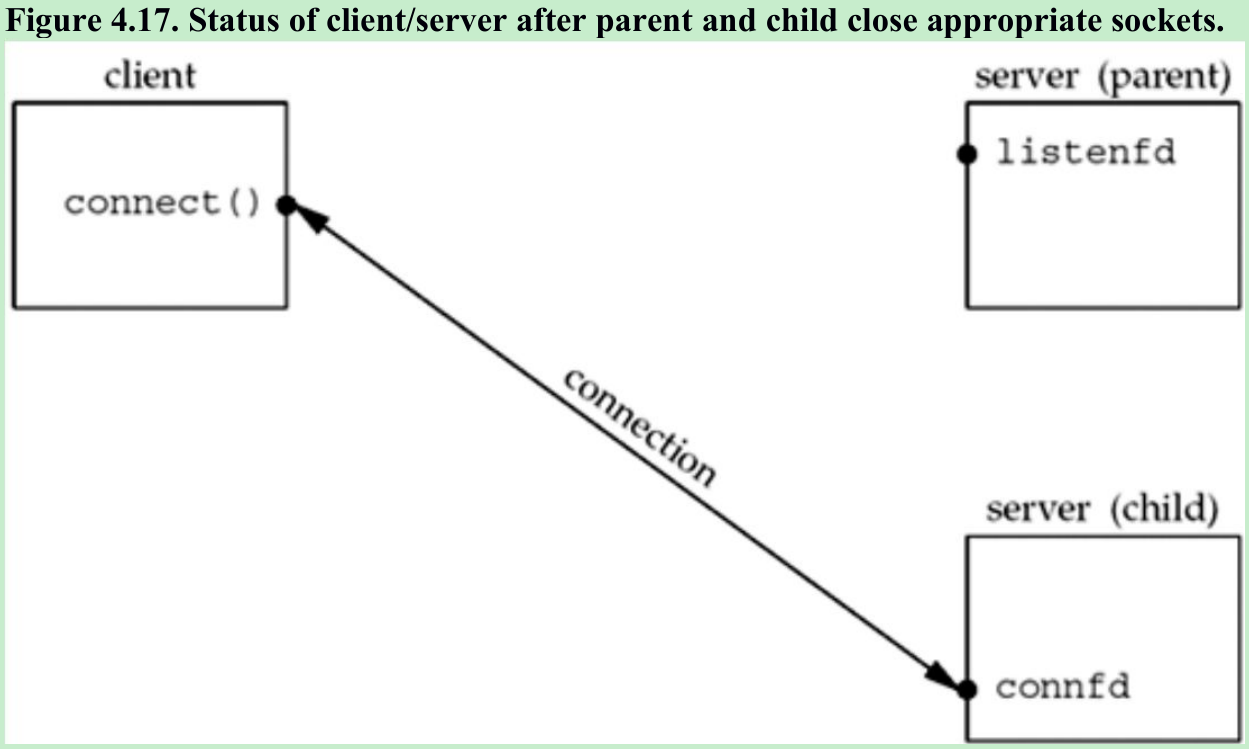 Figure 4.17. Status of client/server after parent and child close appropriate sockets.
client
server (parent)
listenfd
connect()
connection
server (child)
connfd